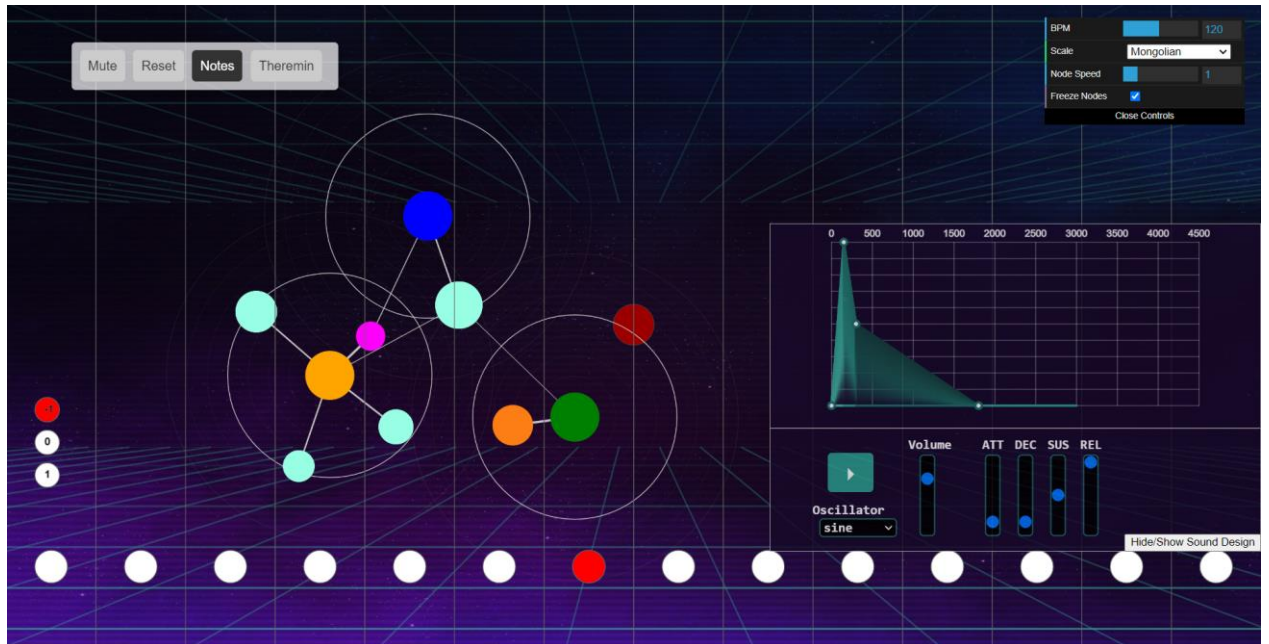 Mute Reset Notes Theremin
BPM 120
Scale Mongolian
Node Speed 1
Freeze Nodes
Close Controls
0 500 1000 1500 2000 2500 3000 3500 4000 4500
-1
0
1
Volume ATT DEC SUS REL
Oscillator
sine
Hide/Show Sound Design